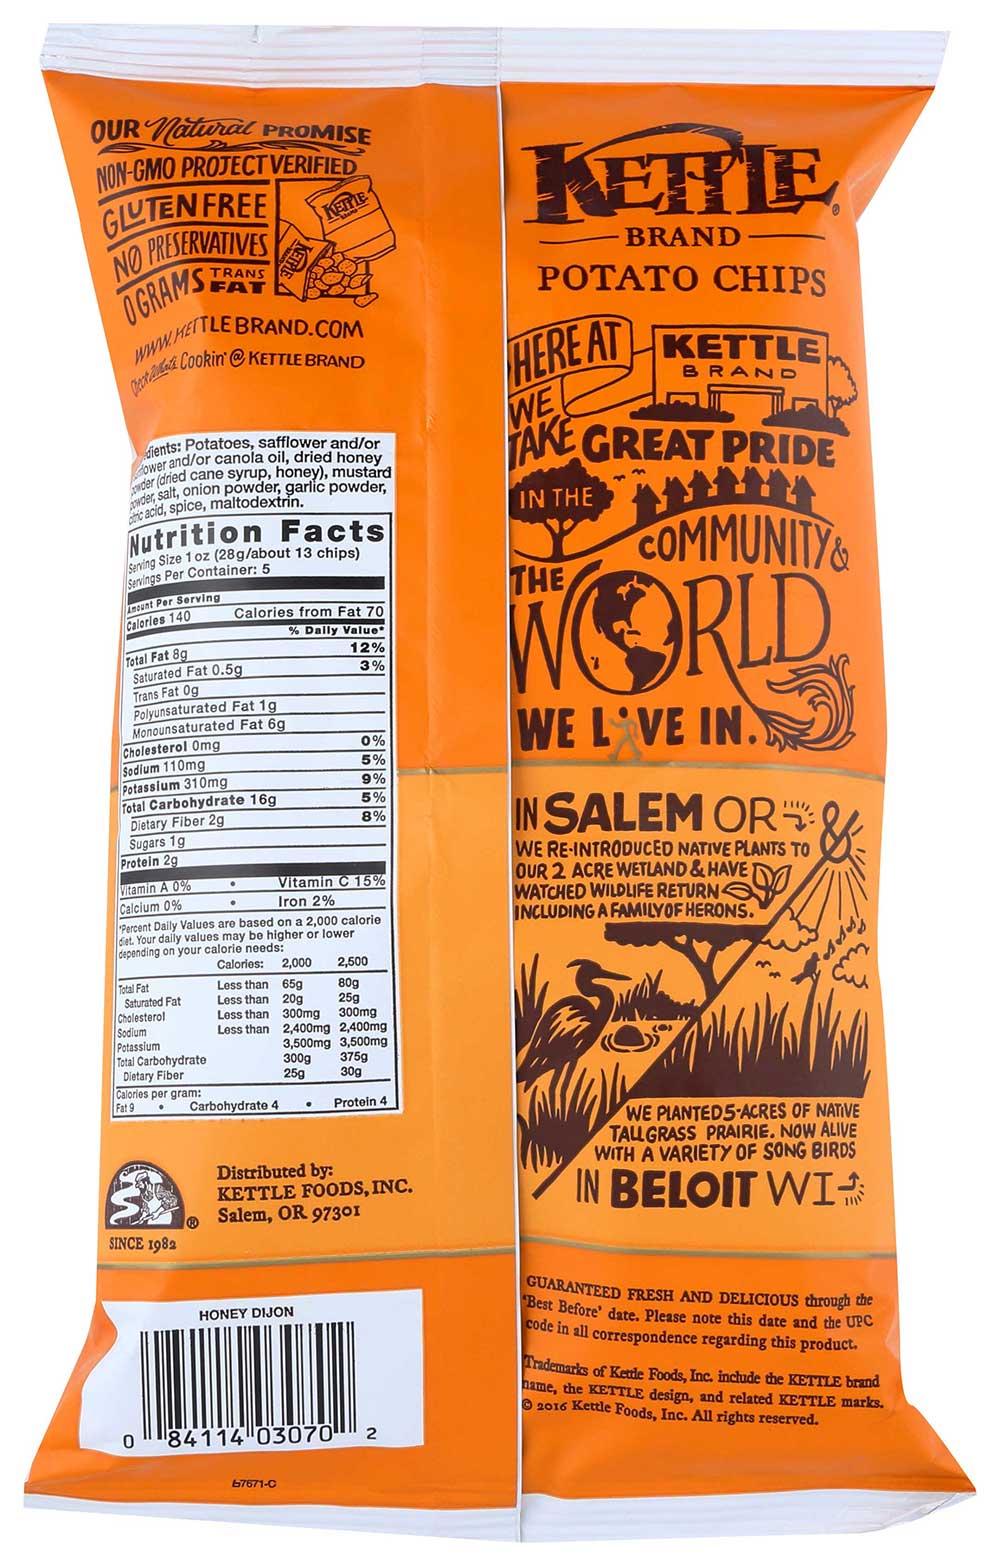 OUR Natural PROMISE
NON-GMO PROJECT VERIFIED
GLUTEN FREE
NO PRESERVATIVES
0 GRAMS TRANS FAT
KETTLE
BRAND
KETTLE
WWW.KETTLEBRAND.COM
Check What's Cookin' @ KETTLE BRAND
dients: Potatoes, safflower and/or
flower and/or canola oil, dried honey
powder (dried cane syrup, honey), mustard
powder, salt, onion powder, garlic powder,
citric acid, spice, maltodextrin.
Nutrition Facts
Serving Size 1 oz (28g/about 13 chips)
Servings Per Container: 5
Amount Per Serving
Calories 140 Calories from Fat 70
% Daily Value*
Total Fat 8g 12%
Saturated Fat 0.5g 3%
Trans Fat 0g
Polyunsaturated Fat 1g
Monounsaturated Fat 6g
Cholesterol 0mg 0%
Sodium 110mg 5%
Potassium 310mg 9%
Total Carbohydrate 16g 5%
Dietary Fiber 2g 8%
Sugars 1g
Protein 2g
Vitamin A 0% • Vitamin C 15%
Calcium 0% • Iron 2%
*Percent Daily Values are based on a 2,000 calorie
diet. Your daily values may be higher or lower
depending on your calorie needs:
Calories: 2,000 2,500
Total Fat Less than 65g 80g
Saturated Fat Less than 20g 25g
Cholesterol Less than 300mg 300mg
Sodium Less than 2,400mg 2,400mg
Potassium 3,500mg 3,500mg
Total Carbohydrate 300g 375g
Dietary Fiber 25g 30g
Calories per gram:
Fat 9 • Carbohydrate 4 • Protein 4
®
SINCE 1982
Distributed by:
KETTLE FOODS, INC.
Salem, OR 97301
HONEY DIJON
0 84114 03070 2
67671-C
KETTLE®
BRAND
POTATO CHIPS
HERE AT
KETTLE
BRAND
WE
TAKE GREAT PRIDE
IN THE
COMMUNITY &
THE
WORLD
WE LIVE IN.
IN SALEM OR
&
WE RE-INTRODUCED NATIVE PLANTS TO
OUR 2 ACRE WETLAND & HAVE
WATCHED WILDLIFE RETURN
INCLUDING A FAMILY OF HERONS.
WE PLANTED 5-ACRES OF NATIVE
TALLGRASS PRAIRIE. NOW ALIVE
WITH A VARIETY OF SONG BIRDS
IN BELOIT WI
GUARANTEED FRESH AND DELICIOUS through the
'Best Before' date. Please note this date and the UPC
code in all correspondence regarding this product.
Trademarks of Kettle Foods, Inc. include the KETTLE brand
name, the KETTLE design, and related KETTLE marks.
© 2016 Kettle Foods, Inc. All rights reserved.